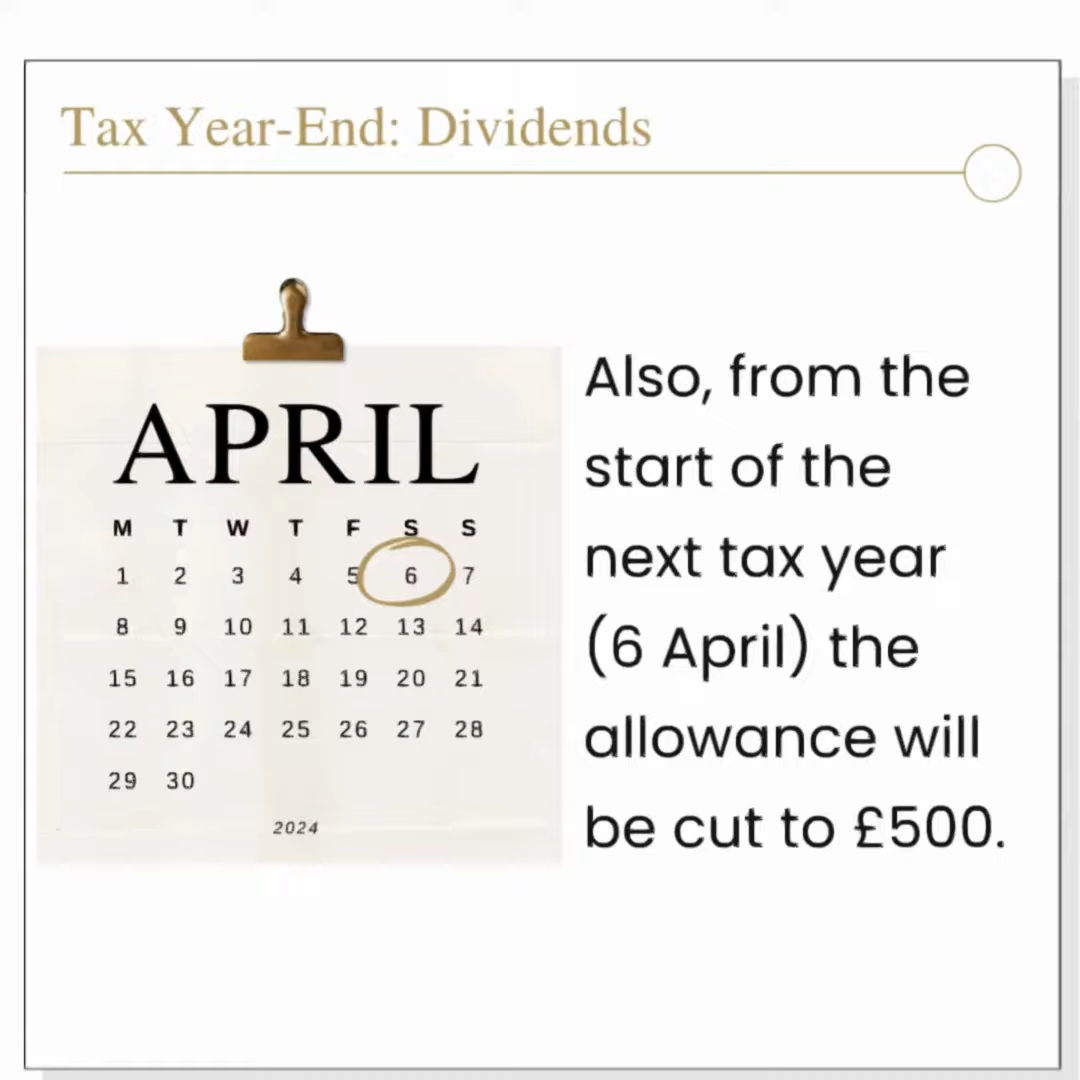 Tax Year-End: Dividends
APRIL
M T W T F S S
1 2 3 4 5 6 7
8 9 10 11 12 13 14
15 16 17 18 19 20 21
22 23 24 25 26 27 28
29 30
2024
Also, from the
start of the
next tax year
(6 April) the
allowance will
be cut to £500.